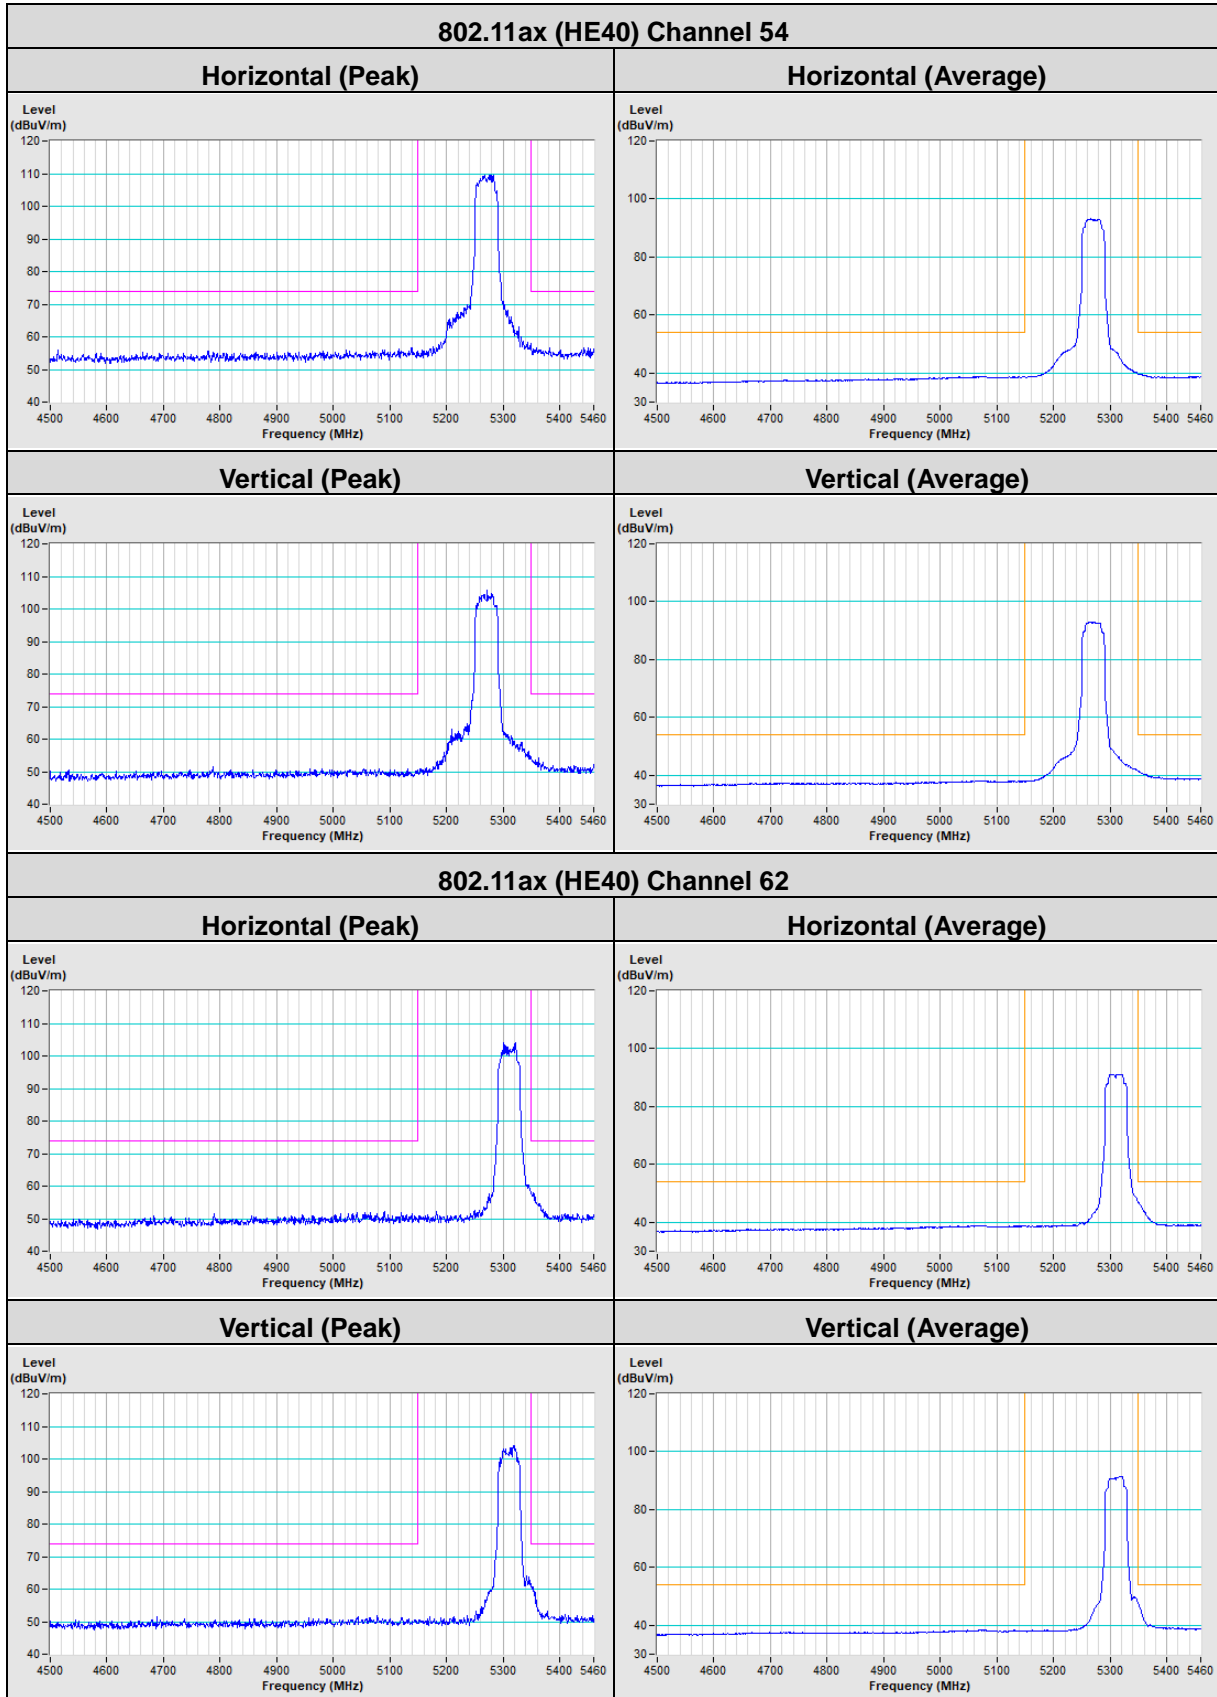 802.11ax (HE40) Channel 54
Horizontal (Peak)
Horizontal (Average)
Level
(dBuV/m)
120
110
100
90
80
70
60
50
40
4500 4600 4700 4800 4900 5000 5100 5200 5300 5400 5460
Frequency (MHz)
Level
(dBuV/m)
120
100
80
60
40
30
4500 4600 4700 4800 4900 5000 5100 5200 5300 5400 5460
Frequency (MHz)
Vertical (Peak)
Vertical (Average)
Level
(dBuV/m)
120
110
100
90
80
70
60
50
40
4500 4600 4700 4800 4900 5000 5100 5200 5300 5400 5460
Frequency (MHz)
Level
(dBuV/m)
120
100
80
60
40
30
4500 4600 4700 4800 4900 5000 5100 5200 5300 5400 5460
Frequency (MHz)
802.11ax (HE40) Channel 62
Horizontal (Peak)
Horizontal (Average)
Level
(dBuV/m)
120
110
100
90
80
70
60
50
40
4500 4600 4700 4800 4900 5000 5100 5200 5300 5400 5460
Frequency (MHz)
Level
(dBuV/m)
120
100
80
60
40
30
4500 4600 4700 4800 4900 5000 5100 5200 5300 5400 5460
Frequency (MHz)
Vertical (Peak)
Vertical (Average)
Level
(dBuV/m)
120
110
100
90
80
70
60
50
40
4500 4600 4700 4800 4900 5000 5100 5200 5300 5400 5460
Frequency (MHz)
Level
(dBuV/m)
120
100
80
60
40
30
4500 4600 4700 4800 4900 5000 5100 5200 5300 5400 5460
Frequency (MHz)